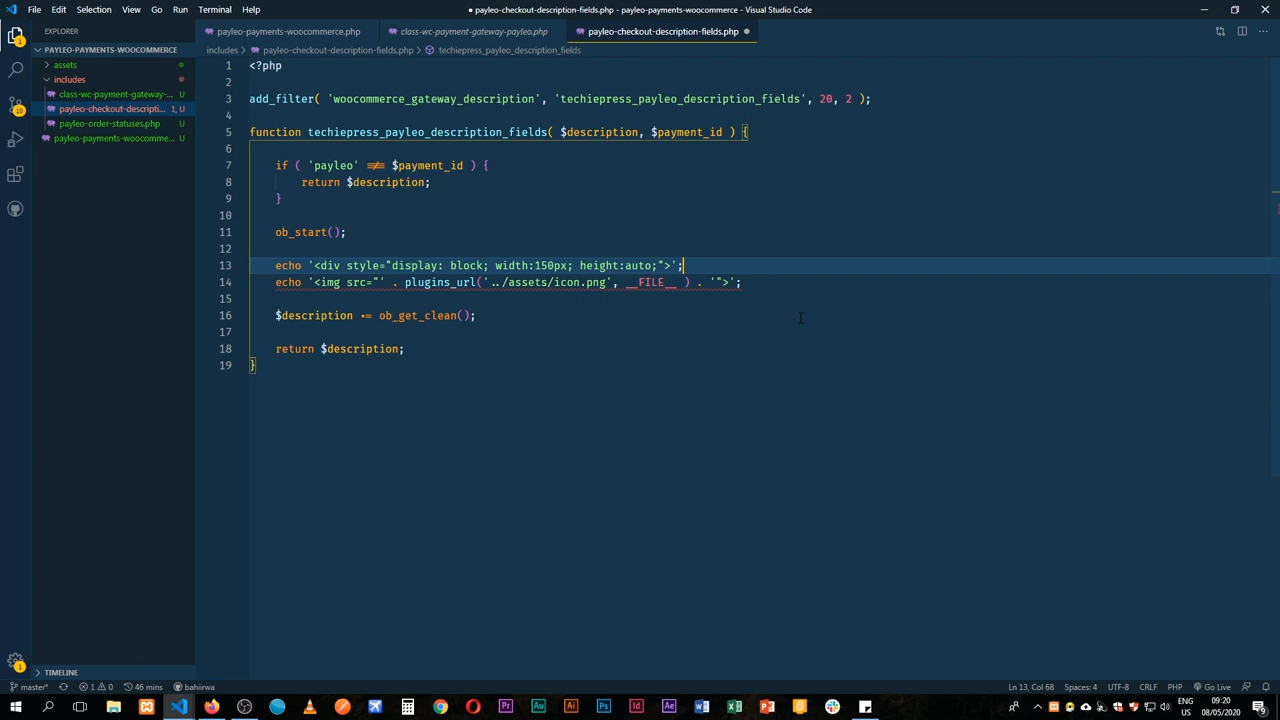 File Edit Selection View Go Run Terminal Help
● payleo-checkout-description-fields.php - payleo-payments-woocommerce - Visual Studio Code
EXPLORER
payleo-payments-woocommerce.php
class-wc-payment-gateway-payleo.php
payleo-checkout-description-fields.php ●
PAYLEO-PAYMENTS-WOOCOMMERCE
includes > payleo-checkout-description-fields.php > techiepress_payleo_description_fields
assets
includes
class-wc-payment-gateway-... U
payleo-checkout-descripti... 1, U
payleo-order-statuses.php U
payleo-payments-woocomme... U
1 <?php
2
3 add_filter( 'woocommerce_gateway_description', 'techiepress_payleo_description_fields', 20, 2 );
4
5 function techiepress_payleo_description_fields( $description, $payment_id ) {
6
7 if ( 'payleo' !== $payment_id ) {
8 return $description;
9 }
10
11 ob_start();
12
13 echo '<div style="display: block; width:150px; height:auto;">';
14 echo '<img src="' . plugins_url('../assets/icon.png', __FILE__ ) . '">';
15
16 $description .= ob_get_clean();
17
18 return $description;
19 }
TIMELINE
master* 1 0 46 mins bahiirwa
Ln 13, Col 68 Spaces: 4 UTF-8 CRLF PHP Go Live
ENG
US
09:20
08/05/2020